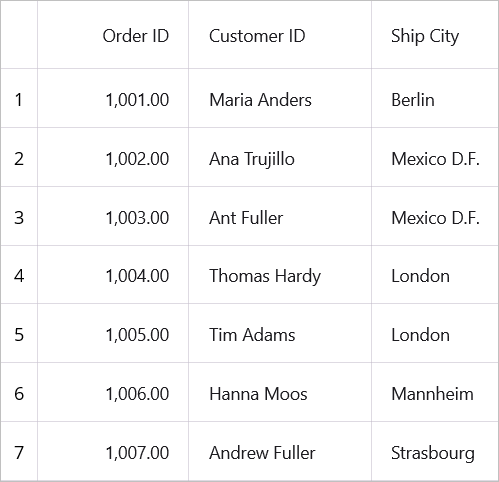 Order ID Customer ID Ship City
1 1,001.00 Maria Anders Berlin
2 1,002.00 Ana Trujillo Mexico D.F.
3 1,003.00 Ant Fuller Mexico D.F.
4 1,004.00 Thomas Hardy London
5 1,005.00 Tim Adams London
6 1,006.00 Hanna Moos Mannheim
7 1,007.00 Andrew Fuller Strasbourg